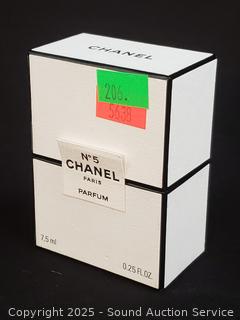 CHANEL
206.
5638
N°5
CHANEL
PARIS
PARFUM
7,5 ml
0.25 FL.OZ.
Copyright 2025 - Sound Auction Service